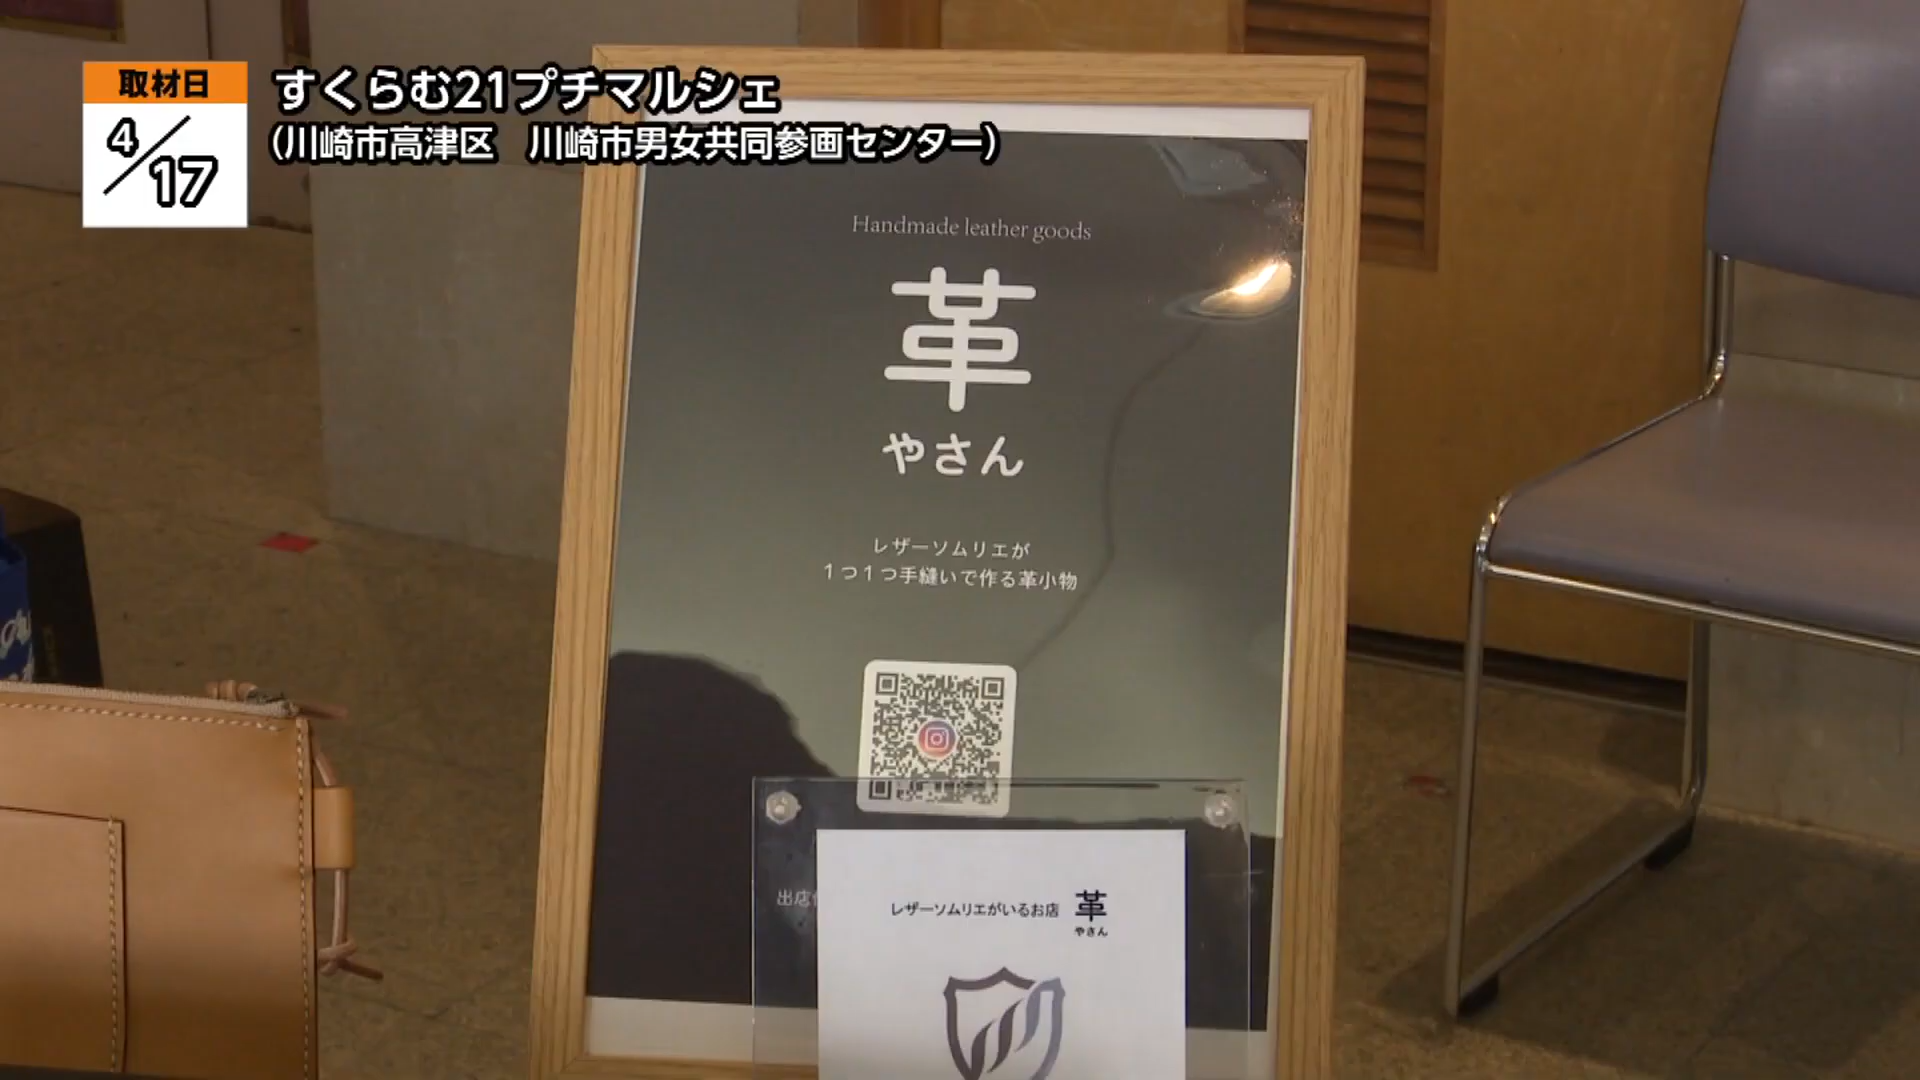 取材日
4/17
すくらむ21プチマルシェ
（川崎市高津区　川崎市男女共同参画センター）
Handmade leather goods
革
やさん
レザーソムリエが
1つ1つ手縫いで作る革小物
出店
レザーソムリエがいるお店
革
やさん